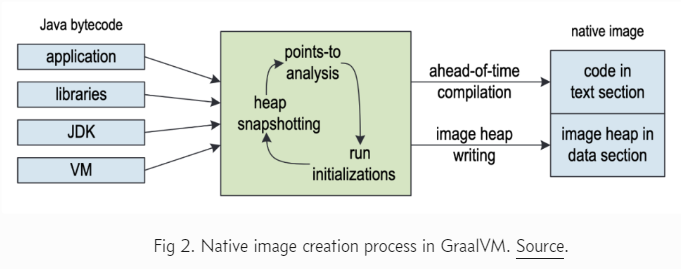 Java bytecode
application
libraries
JDK
VM
points-to
analysis
heap
snapshotting
run
initializations
ahead-of-time
compilation
image heap
writing
native image
code in
text section
image heap in
data section
Fig 2. Native image creation process in GraalVM. Source.